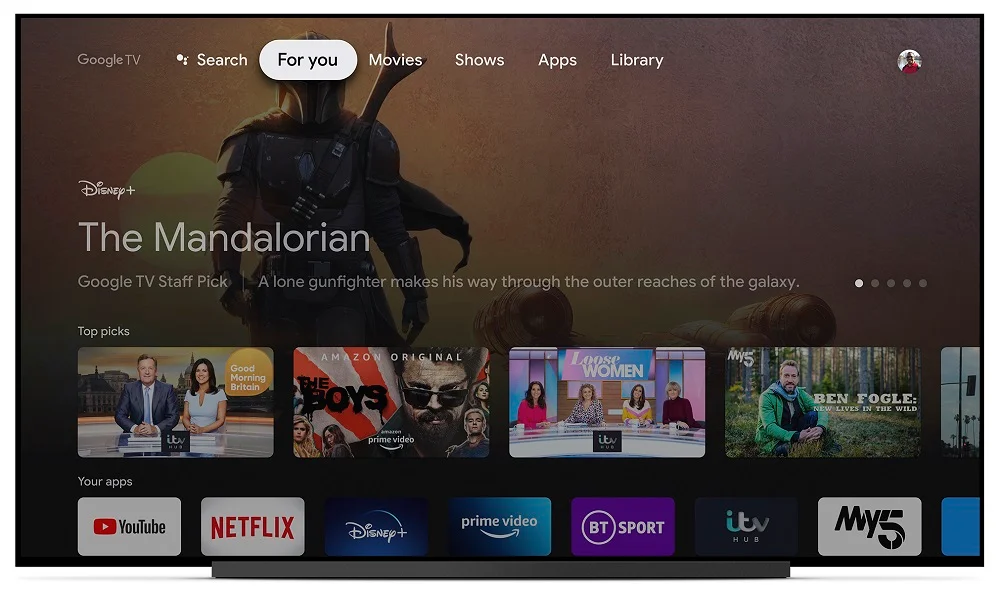 Google TV
Search
For you
Movies
Shows
Apps
Library
Disney+
The Mandalorian
Google TV Staff Pick | A lone gunfighter makes his way through the outer reaches of the galaxy.
Top picks
Good
Morning
Britain
itv
HUB
AMAZON ORIGINAL
THE
BOYS
amazon
prime video
Loose
WOMEN
itv
HUB
My5
BEN FOGLE:
NEW LIVES IN THE WILD
Your apps
YouTube
NETFLIX
Disney+
prime video
BT SPORT
itv
HUB
My5